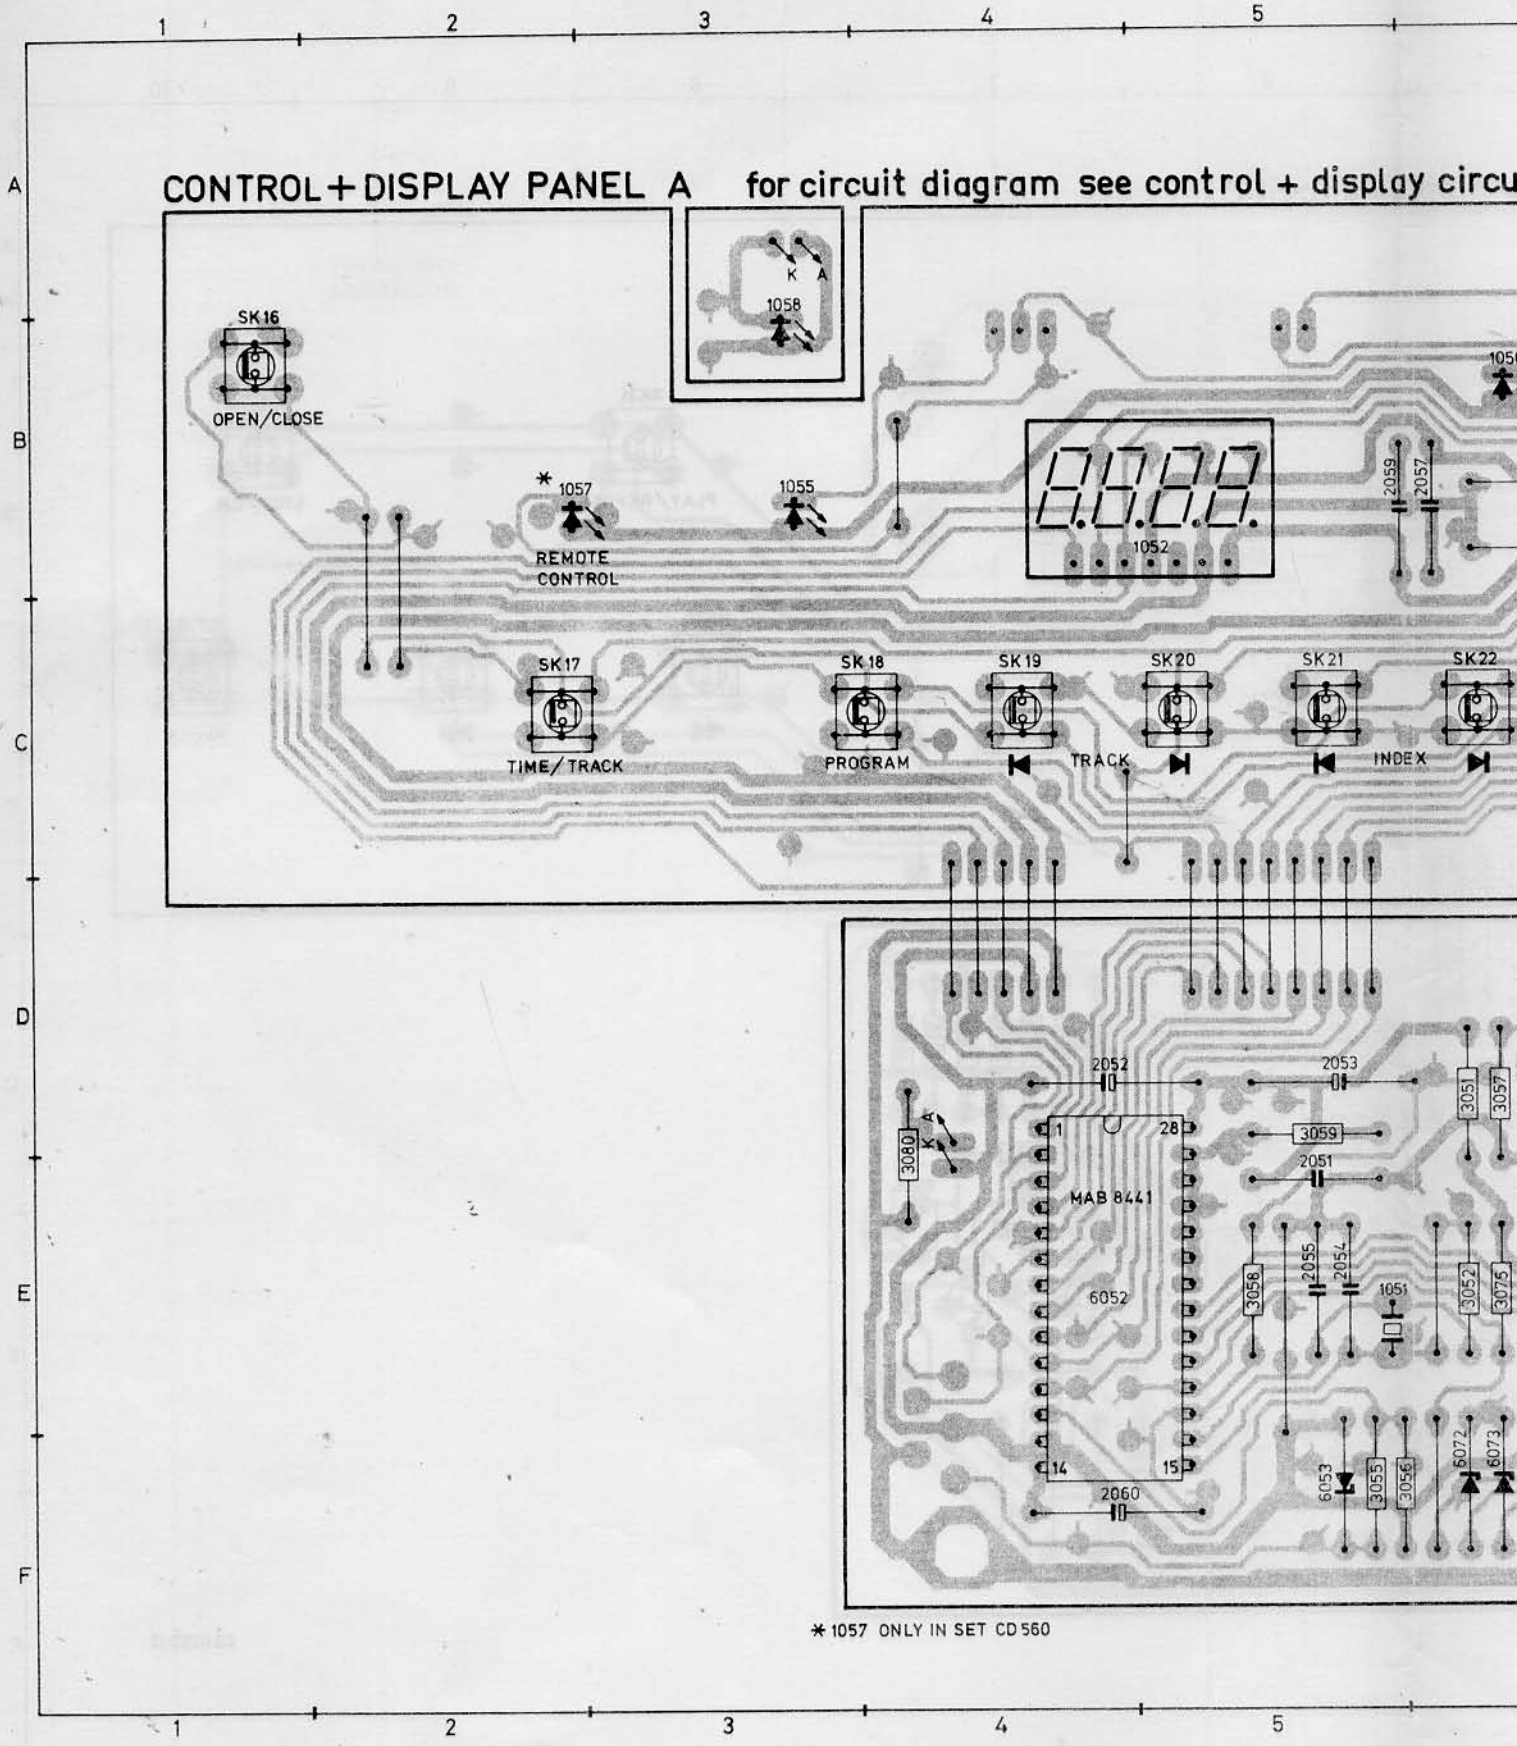 1 2 3 4 5
A
CONTROL+DISPLAY PANEL A for circuit diagram see control + display circu
K A
1058
SK16
OPEN/CLOSE
B
* 1057
REMOTE
CONTROL
1055
1052
2059
2057
SK17
TIME/TRACK
SK18
PROGRAM
SK19
TRACK
SK20
SK21
INDEX
SK22
C
D
2052
2053
3051
3057
A
K
3080
1 28
3059
2051
MAB 8441
E
6052
3058
2055
2054
1051
3052
3075
14 15
2060
6053
3055
3056
6072
6073
F
* 1057 ONLY IN SET CD560
1 2 3 4 5